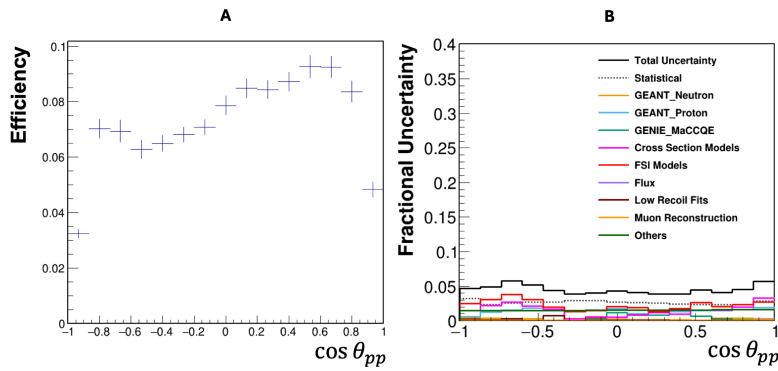 A
B
Efficiency
0.1
0.08
0.06
0.04
0.02
0
−1 −0.8 −0.6 −0.4 −0.2 0 0.2 0.4 0.6 0.8 1
cos θpp
Fractional Uncertainty
0.4
0.35
0.3
0.25
0.2
0.15
0.1
0.05
0
−1 −0.5 0 0.5 1
cos θpp
Total Uncertainty
Statistical
GEANT_Neutron
GEANT_Proton
GENIE_MaCCQE
Cross Section Models
FSI Models
Flux
Low Recoil Fits
Muon Reconstruction
Others